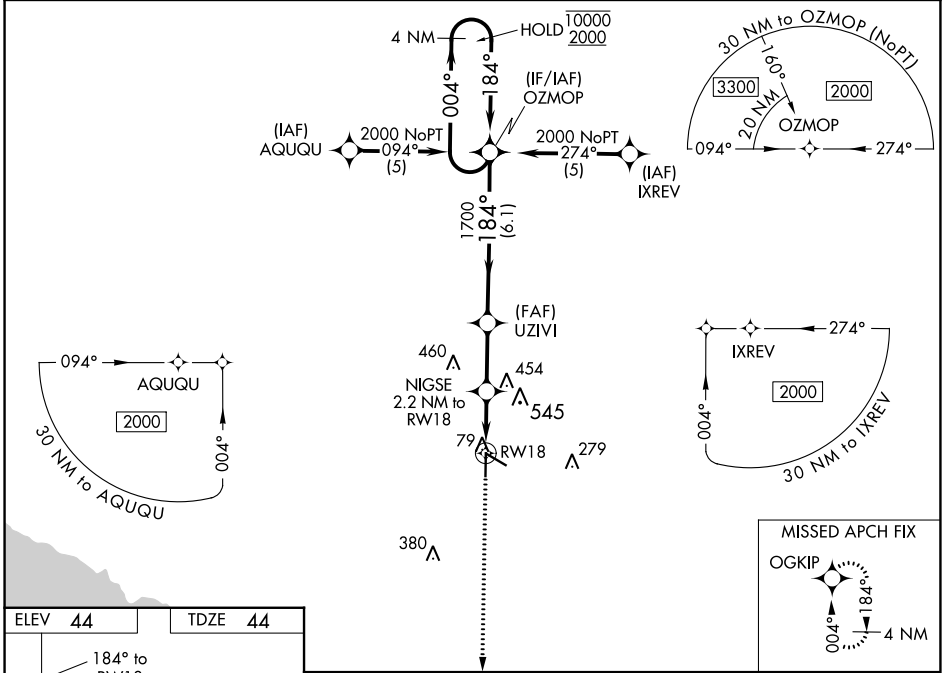 4 NM
HOLD 10000
2000
004°
184°
(IF/IAF)
OZMOP
(IAF)
AQUQU
2000 NoPT
094°
(5)
2000 NoPT
274°
(5)
(IAF)
IXREV
30 NM to OZMOP (NoPT)
160°
3300
2000
20 NM
OZMOP
094°
274°
1700
184°
(6.1)
(FAF)
UZIVI
094°
AQUQU
2000
004°
30 NM to AQUQU
460
454
NIGSE
2.2 NM to
RW18
545
79
RW18
279
380
274°
IXREV
2000
004°
30 NM to IXREV
MISSED APCH FIX
OGKIP
004°
184°
4 NM
ELEV 44
TDZE 44
184° to